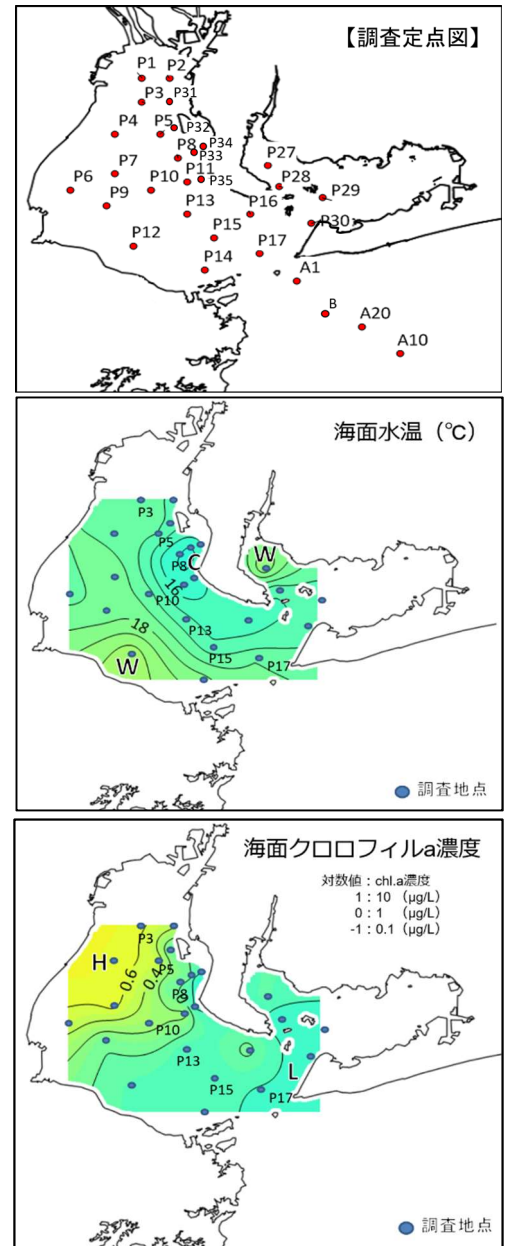 【調査定点図】
P1
P2
P3
P31
P4
P5
P32
P34
P8
P33
P7
P11
P35
P6
P10
P9
P13
P12
P15
P14
P16
P17
P27
P28
P29
P30
A1
B
A20
A10
海面水温（℃）
P3
P5
P8
C
W
16
P10
18
P13
W
P15
P17
調査地点
海面クロロフィルa濃度
対数値：chl.a濃度
1：10 （μg/L）
0：1 （μg/L）
-1：0.1（μg/L）
P3
H
0.6
0.4
P5
P8
P10
P13
L
P15
P17
調査地点